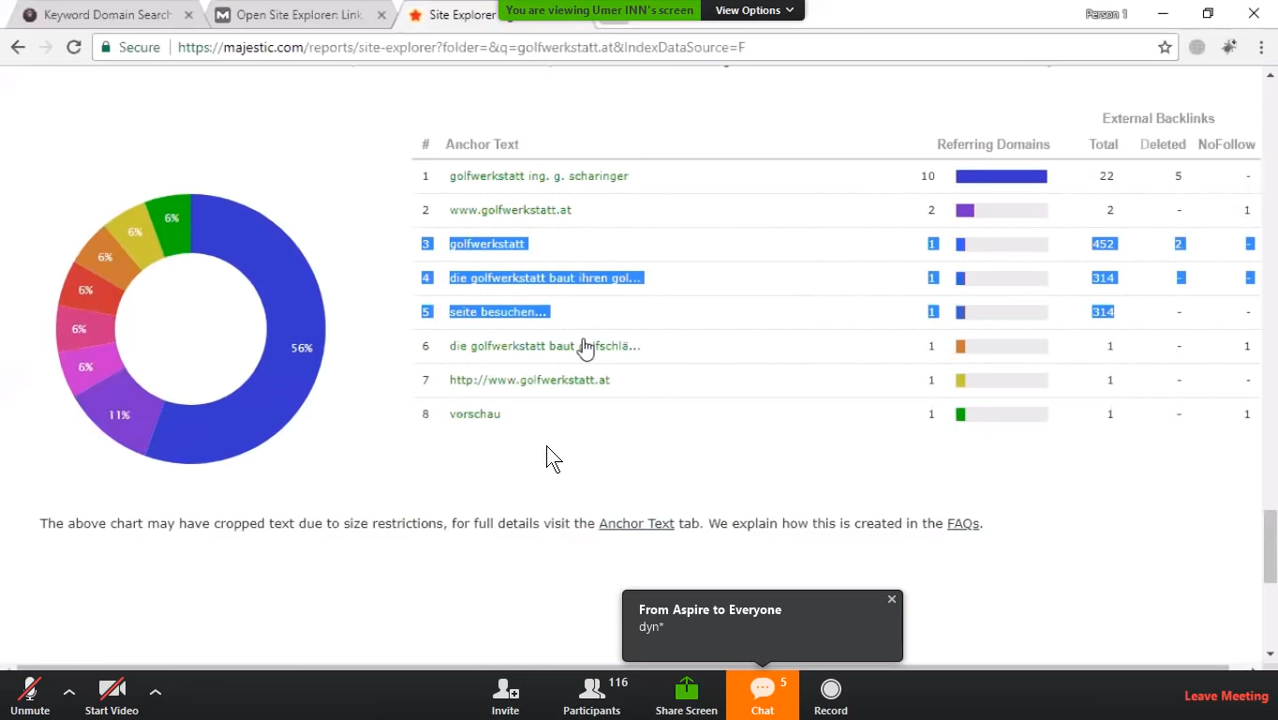 Keyword Domain Search
Open Site Explorer: Link
Site Explorer
You are viewing Umer INN's screen
View Options
Person 1
Secure
https://majestic.com/reports/site-explorer?folder=&q=golfwerkstatt.at&IndexDataSource=F
External Backlinks
# Anchor Text Referring Domains Total Deleted NoFollow
1 golfwerkstatt ing. g. scharinger 10 22 5 -
2 www.golfwerkstatt.at 2 2 - 1
3 golfwerkstatt 1 452 2 -
4 die golfwerkstatt baut ihren gol... 1 314 - -
5 seite besuchen... 1 314 - -
6 die golfwerkstatt baut 1 1 - 1
7 http://www.golfwerkstatt.at 1 1 - -
8 vorschau 1 1 - 1
6%
6%
6%
6%
6%
6%
11%
56%
The above chart may have cropped text due to size restrictions, for full details visit the Anchor Text tab. We explain how this is created in the FAQs.
From Aspire to Everyone
dyn*
Unmute
Start Video
Invite
116
Participants
Share Screen
5
Chat
Record
Leave Meeting